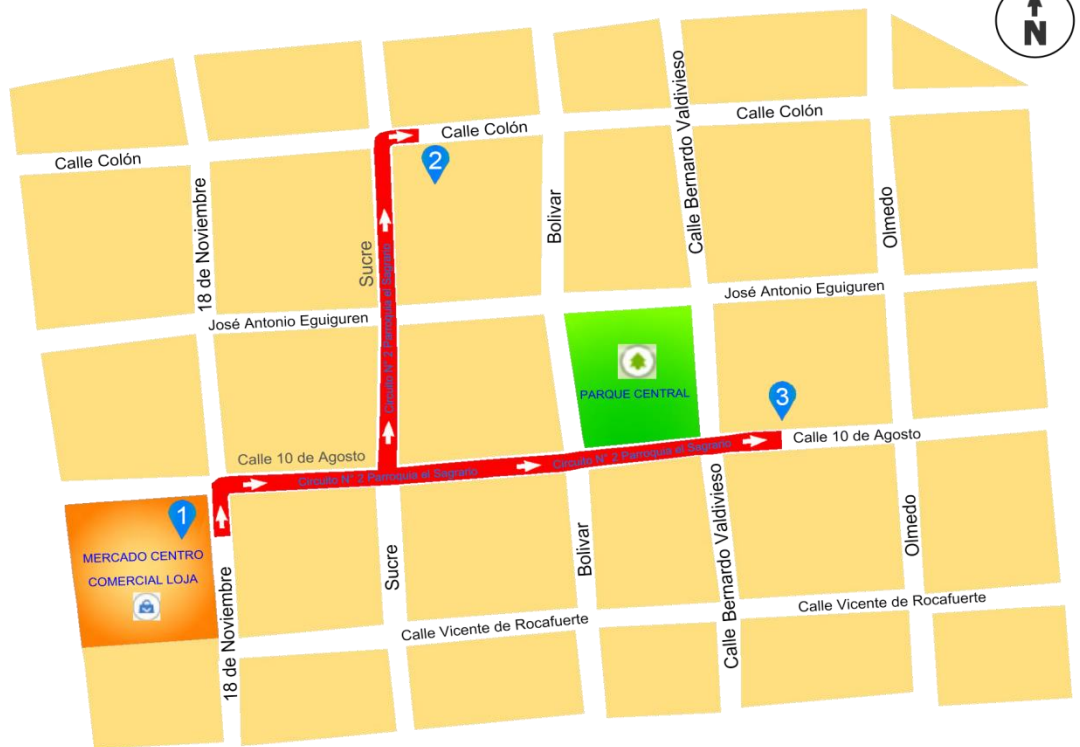 N
Calle Colón
Calle Colón
Calle Colón
2
18 de Noviembre
Sucre
Bolivar
Calle Bernardo Valdivieso
Olmedo
José Antonio Eguiguren
José Antonio Eguiguren
Circuito N° 2 Parroquia el Sagrario
PARQUE CENTRAL
3
Calle 10 de Agosto
Calle 10 de Agosto
Circuito N° 2 Parroquia el Sagrario
Circuito N° 2 Parroquia el Sagrario
1
MERCADO CENTRO
COMERCIAL LOJA
18 de Noviembre
Sucre
Bolivar
Calle Bernardo Valdivieso
Olmedo
Calle Vicente de Rocafuerte
Calle Vicente de Rocafuerte